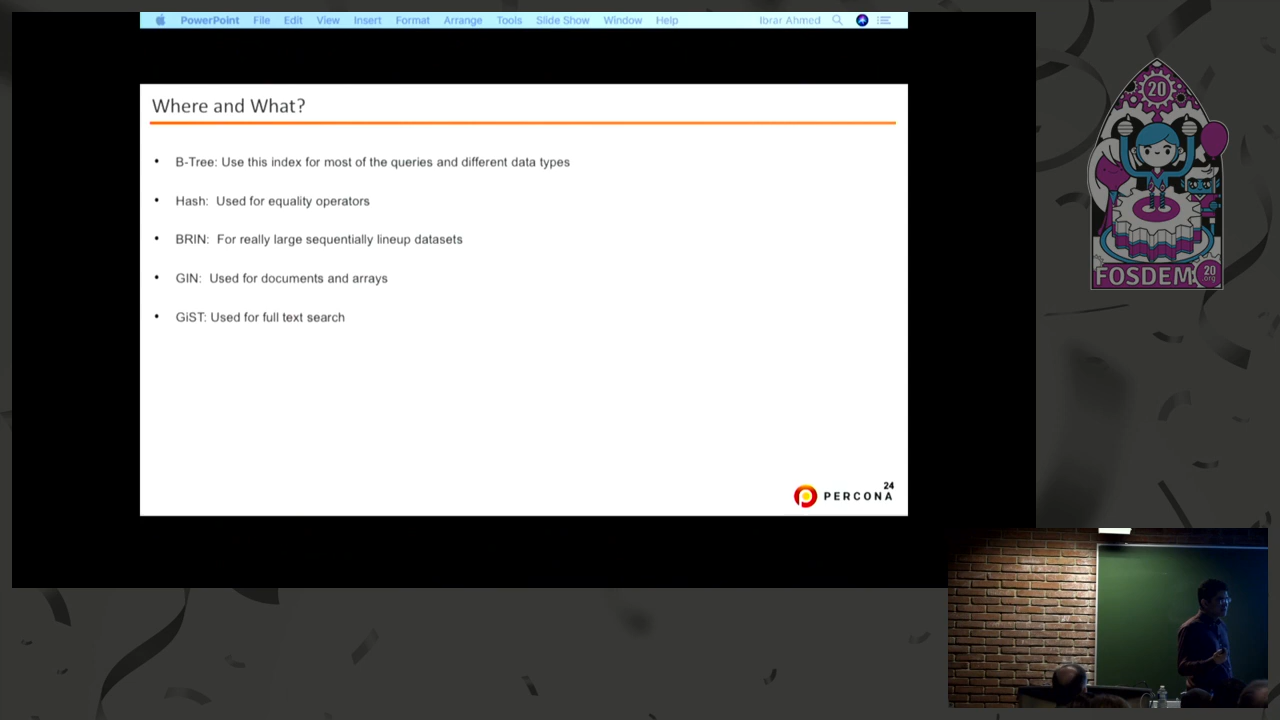 PowerPoint File Edit View Insert Format Arrange Tools Slide Show Window Help Ibrar Ahmed
Where and What?
• B-Tree: Use this index for most of the queries and different data types
• Hash: Used for equality operators
• BRIN: For really large sequentially lineup datasets
• GIN: Used for documents and arrays
• GiST: Used for full text search
24
PERCONA
20
FOSDEM
20
.org